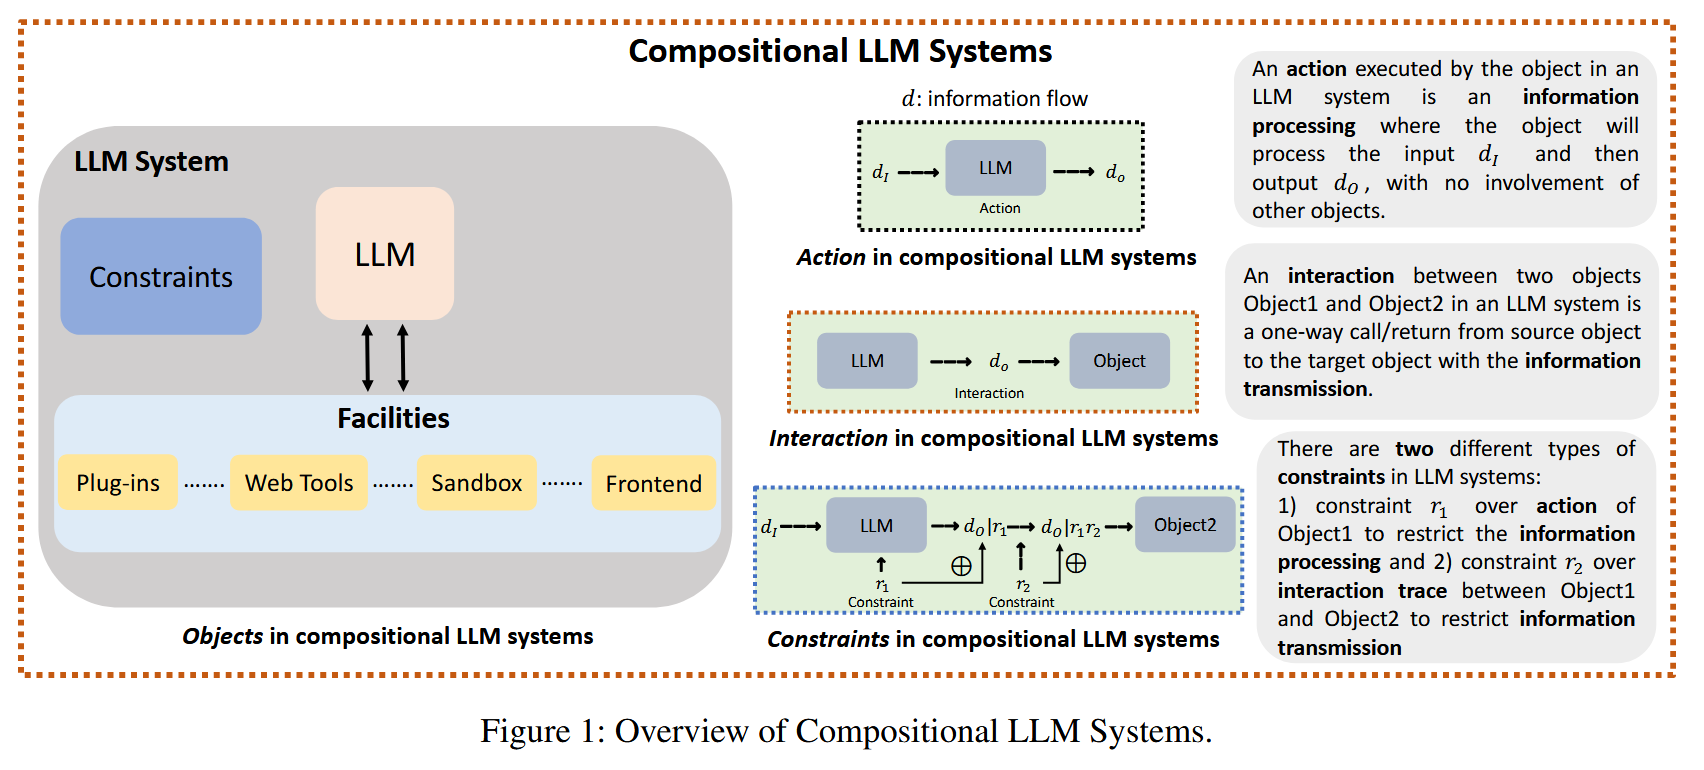 Compositional LLM Systems
LLM System
Constraints
LLM
Facilities
Plug-ins ....... Web Tools ....... Sandbox ....... Frontend
Objects in compositional LLM systems
d: information flow
d_I LLM d_o
Action
Action in compositional LLM systems
LLM d_o Object
Interaction
Interaction in compositional LLM systems
d_I LLM d_O|r_1 d_O|r_1r_2 Object2
⊕ ⊕
r_1 r_2
Constraint Constraint
Constraints in compositional LLM systems
An action executed by the object in an
LLM system is an information
processing where the object will
process the input d_I and then
output d_O, with no involvement of
other objects.
An interaction between two objects
Object1 and Object2 in an LLM system is
a one-way call/return from source object
to the target object with the information
transmission.
There are two different types of
constraints in LLM systems:
1) constraint r_1 over action of
Object1 to restrict the information
processing and 2) constraint r_2 over
interaction trace between Object1
and Object2 to restrict information
transmission
Figure 1: Overview of Compositional LLM Systems.